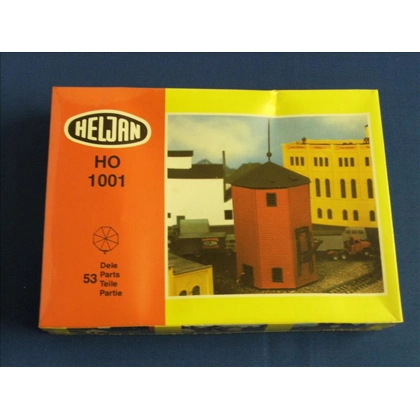 HELJAN
HO
1001
53 Dele
Parts
Teile
Partie